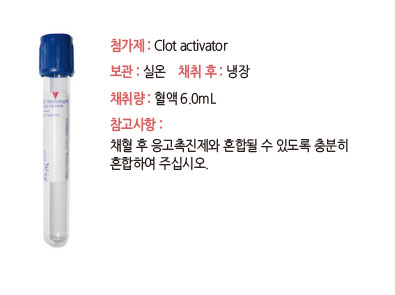 첨가제 : Clot activator
보관 : 실온 채취 후 : 냉장
채취량 : 혈액 6.0mL
참고사항 :
채혈 후 응고촉진제와 혼합될 수 있도록 충분히
혼합하여 주십시오.